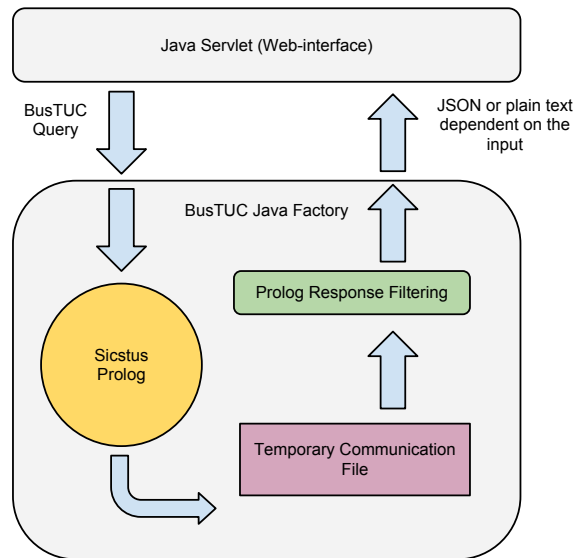 Java Servlet (Web-interface)
BusTUC
Query
JSON or plain text
dependent on the
input
BusTUC Java Factory
Prolog Response Filtering
Sicstus
Prolog
Temporary Communication
File